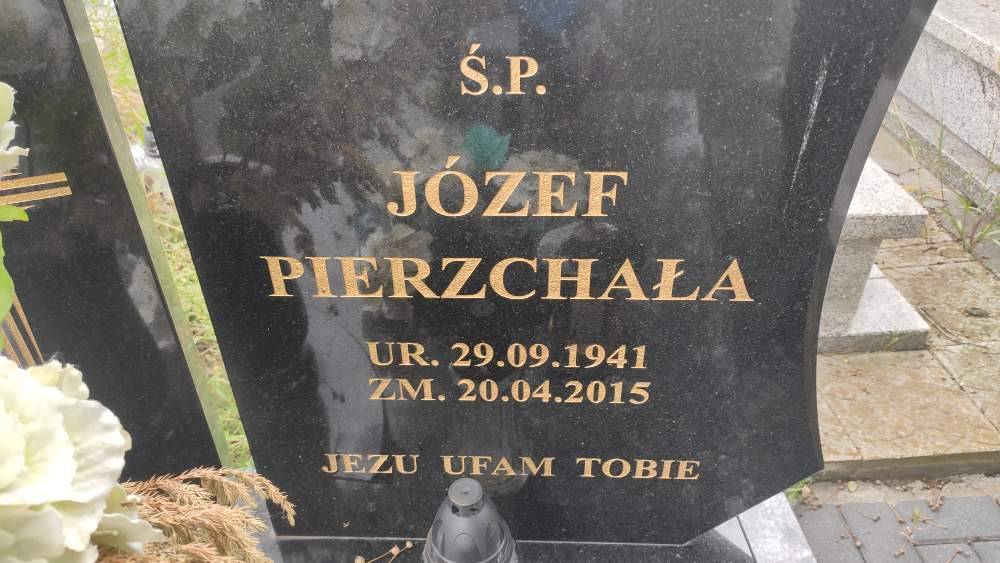 Ś.P.
JÓZEF
PIERZCHAŁA
UR. 29.09.1941
ZM. 20.04.2015
JEZU UFAM TOBIE